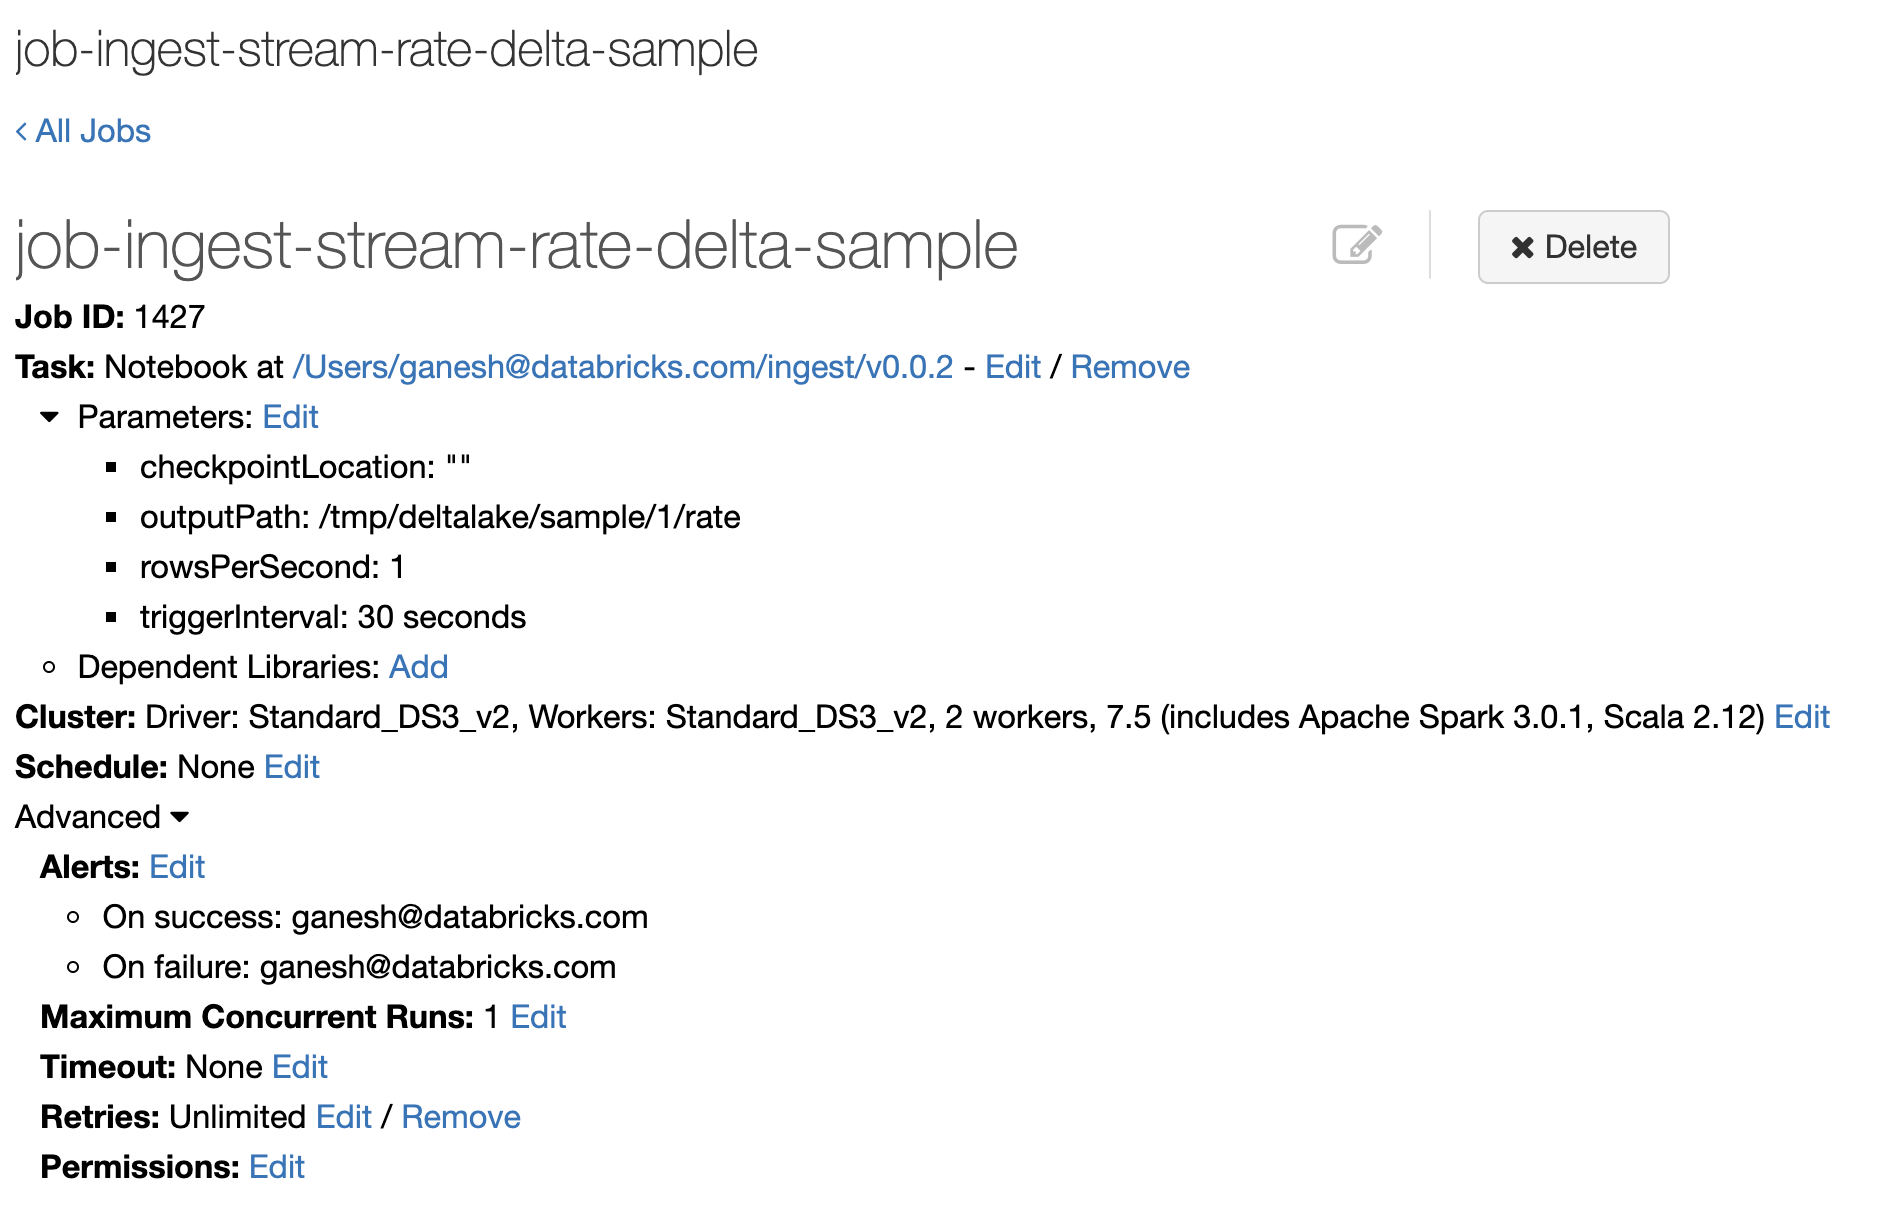 job-ingest-stream-rate-delta-sample
< All Jobs
job-ingest-stream-rate-delta-sample
Delete
Job ID: 1427
Task: Notebook at /Users/ganesh@databricks.com/ingest/v0.0.2 - Edit / Remove
Parameters: Edit
checkpointLocation: ""
outputPath: /tmp/deltalake/sample/1/rate
rowsPerSecond: 1
triggerInterval: 30 seconds
Dependent Libraries: Add
Cluster: Driver: Standard_DS3_v2, Workers: Standard_DS3_v2, 2 workers, 7.5 (includes Apache Spark 3.0.1, Scala 2.12) Edit
Schedule: None Edit
Advanced
Alerts: Edit
On success: ganesh@databricks.com
On failure: ganesh@databricks.com
Maximum Concurrent Runs: 1 Edit
Timeout: None Edit
Retries: Unlimited Edit / Remove
Permissions: Edit